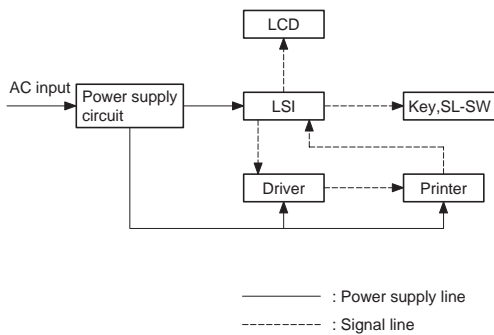 LCD
AC input
Power supply
circuit
LSI
Key,SL-SW
Driver
Printer
: Power supply line
: Signal line